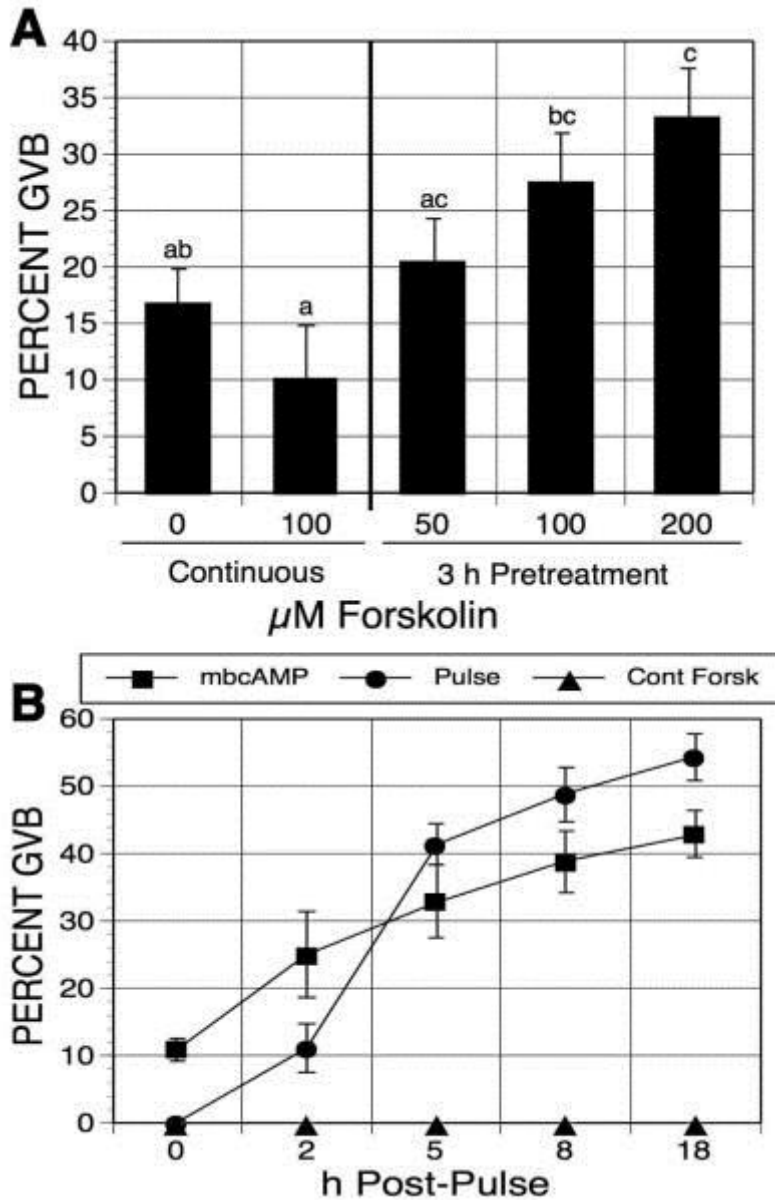 A
40
35
30
25
20
15
10
5
0
PERCENT GVB
ab
a
ac
bc
c
0 100 50 100 200
Continuous 3 h Pretreatment
µM Forskolin
mbcAMP Pulse Cont Forsk
B
60
50
40
30
20
10
0
PERCENT GVB
0 2 5 8 18
h Post-Pulse